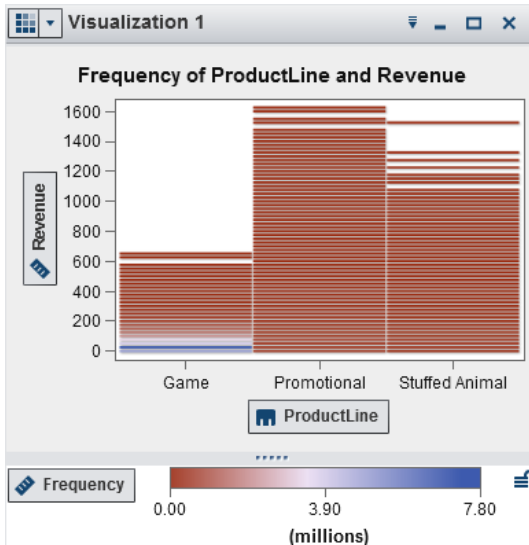 Visualization 1
Frequency of ProductLine and Revenue
Revenue
1600
1400
1200
1000
800
600
400
200
0
Game Promotional Stuffed Animal
ProductLine
Frequency
0.00 3.90 7.80
(millions)